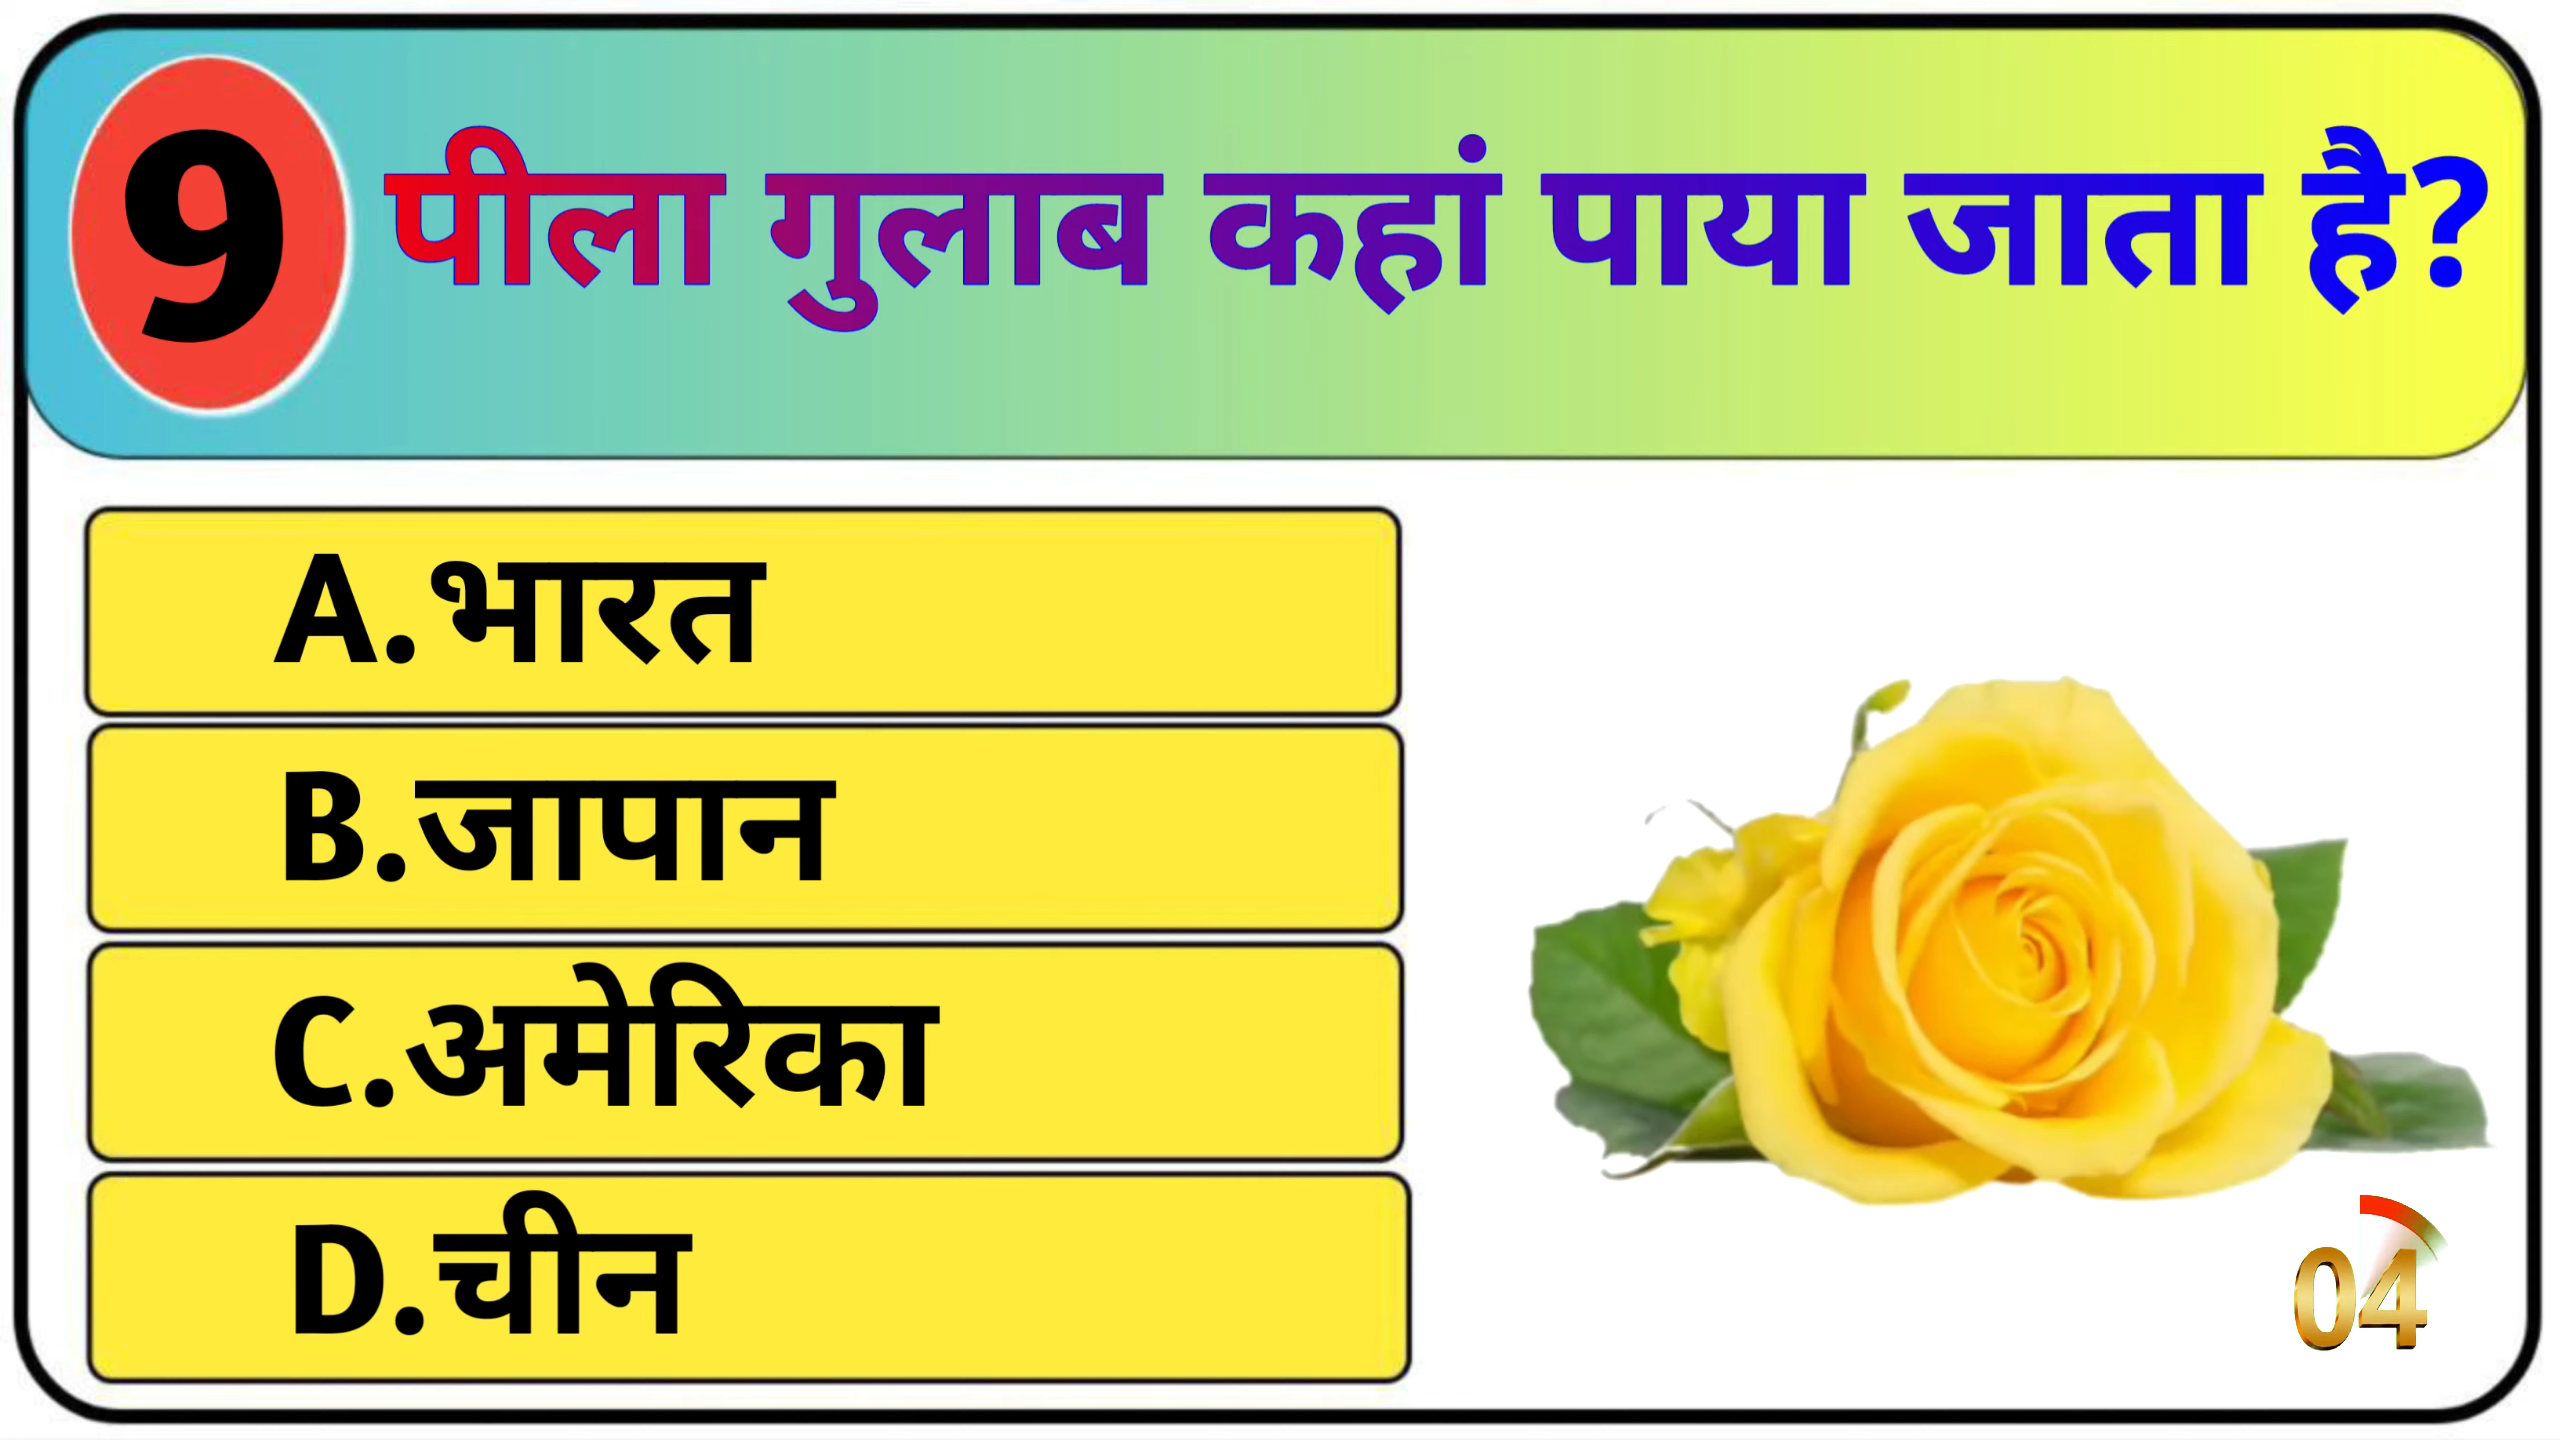 9 पीला गुलाब कहां पाया जाता है?
A.भारत
B.जापान
C.अमेरिका
D.चीन
04